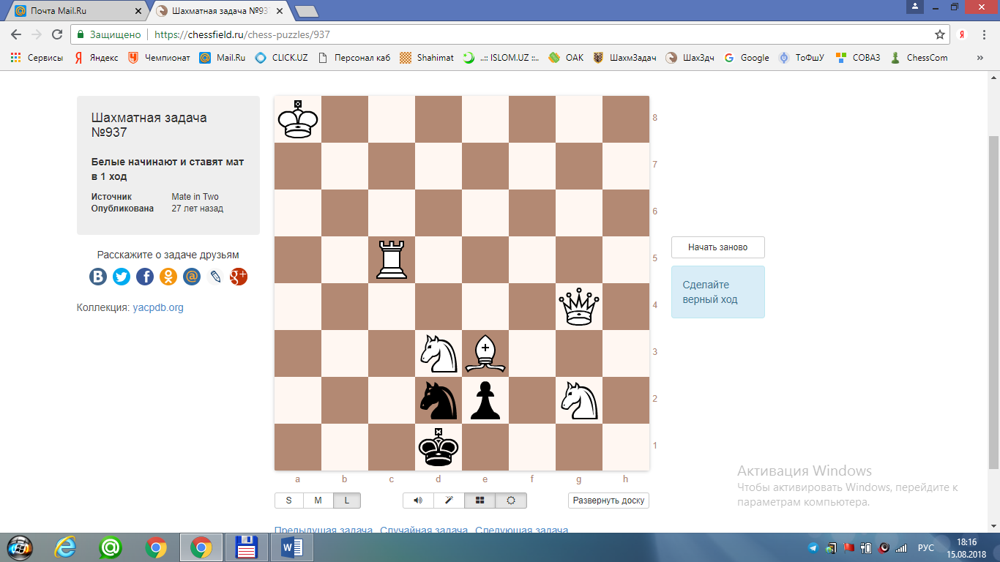 Почта Mail.Ru
Шахматная задача №93
Защищено
https://chessfield.ru/chess-puzzles/937
Сервисы
Яндекс
Чемпионат
Mail.Ru
CLICK.UZ
Персонал каб
Shahimat
..:: ISLOM.UZ ::..
ОАК
ШахмЗадач
ШахЗдч
Google
ТоФшУ
СОВАЗ
ChessCom
»
Шахматная задача
№937
Белые начинают и ставят мат
в 1 ход
Источник Mate in Two
Опубликована 27 лет назад
Расскажите о задаче друзьям
Коллекция: yacpdb.org
8
7
6
5
4
3
2
1
a b c d e f g h
Начать заново
Сделайте
верный ход
S M L
Развернуть доску
Предыдущая задача Случайная задача Следующая задача
Активация Windows
Чтобы активировать Windows, перейдите к
параметрам компьютера.
РУС
18:16
15.08.2018